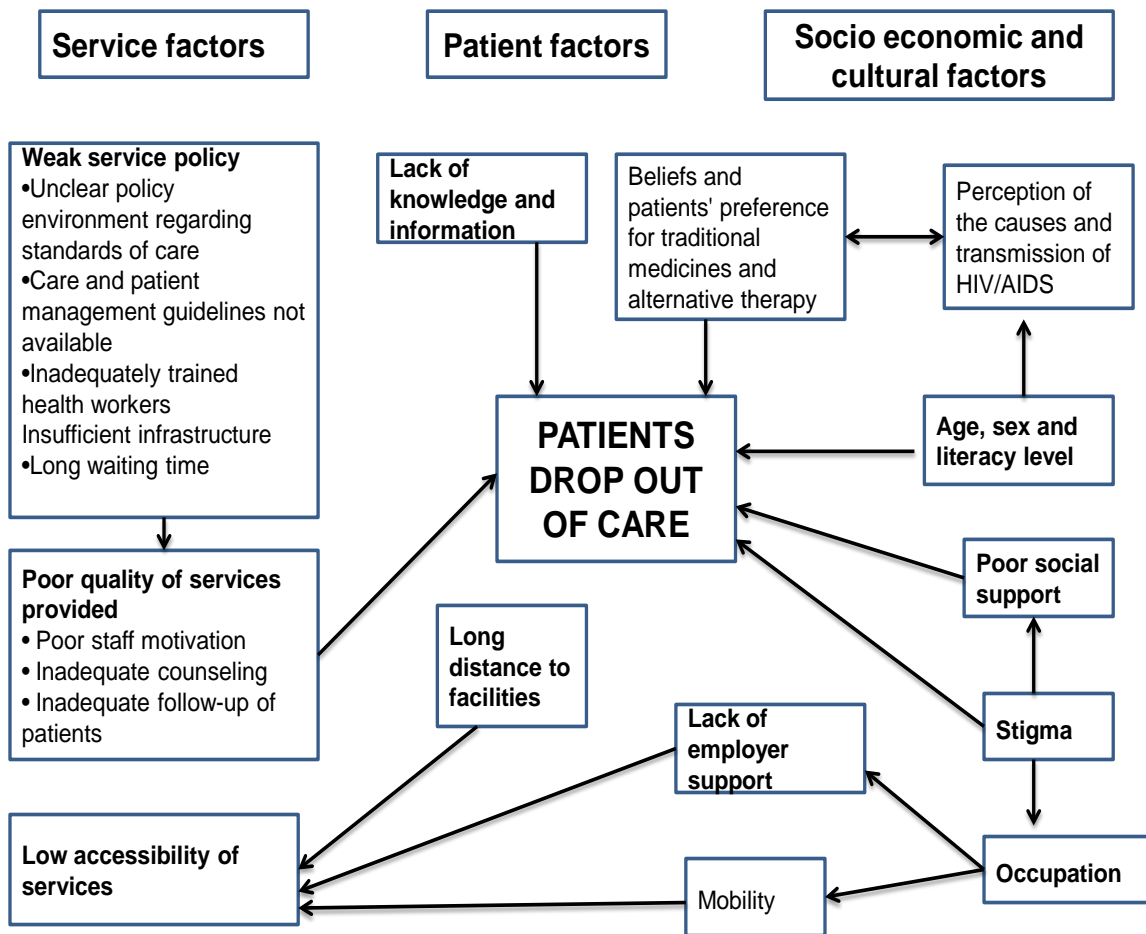 Service factors
Patient factors
Socio economic and
cultural factors
Weak service policy
•Unclear policy
environment regarding
standards of care
•Care and patient
management guidelines not
available
•Inadequately trained
health workers
Insufficient infrastructure
•Long waiting time
Lack of
knowledge and
information
Beliefs and
patients' preference
for traditional
medicines and
alternative therapy
Perception of
the causes and
transmission of
HIV/AIDS
PATIENTS
DROP OUT
OF CARE
Age, sex and
literacy level
Poor quality of services
provided
• Poor staff motivation
• Inadequate counseling
• Inadequate follow-up of
patients
Long
distance to
facilities
Poor social
support
Lack of
employer
support
Stigma
Low accessibility of
services
Mobility
Occupation